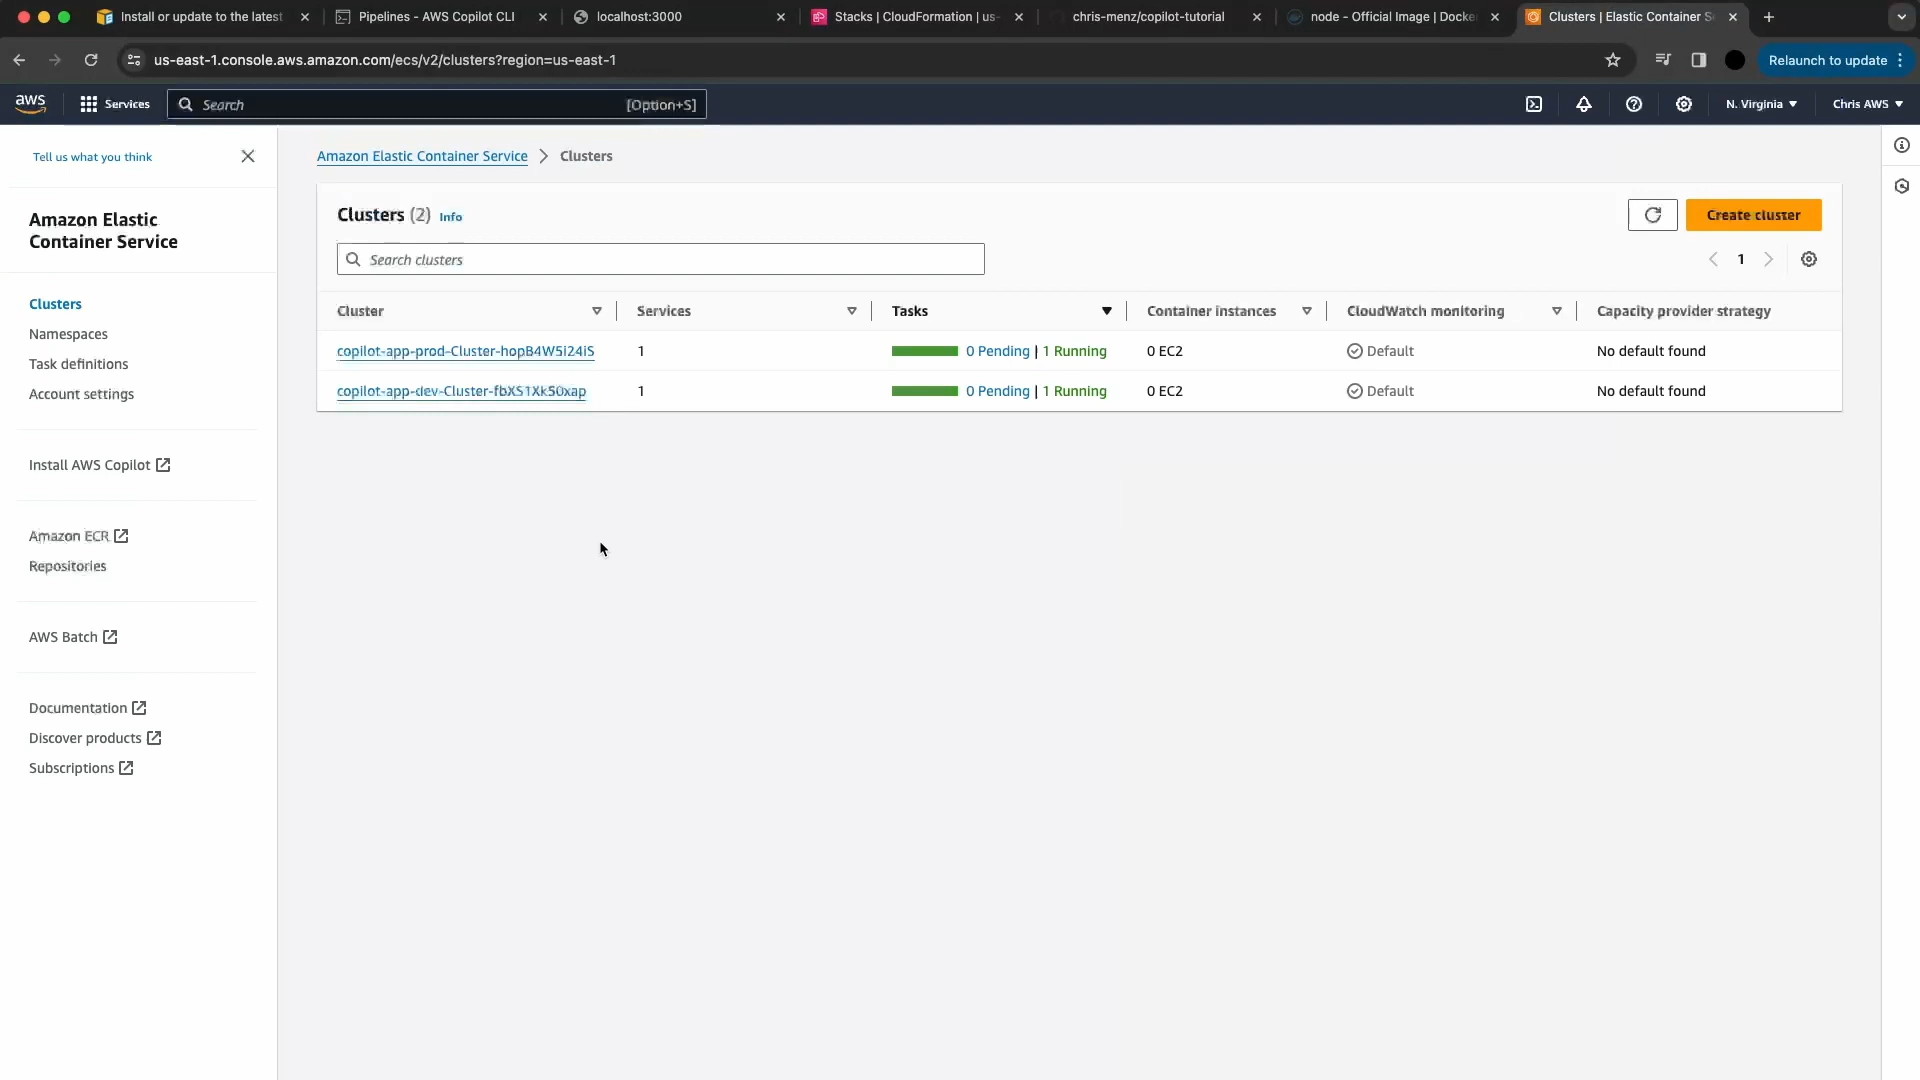 Install or update to the latest
Pipelines - AWS Copilot CLI
localhost:3000
Stacks | CloudFormation | us-
chris-menz/copilot-tutorial
node - Official Image | Docke
Clusters | Elastic Container S
us-east-1.console.aws.amazon.com/ecs/v2/clusters?region=us-east-1
Relaunch to update
aws
Services
Search
[Option+S]
N. Virginia
Chris AWS
Tell us what you think
Amazon Elastic Container Service
Clusters
Amazon Elastic
Container Service
Clusters
Namespaces
Task definitions
Account settings
Install AWS Copilot
Amazon ECR
Repositories
AWS Batch
Documentation
Discover products
Subscriptions
Clusters (2) Info
Create cluster
Search clusters
1
Cluster Services Tasks Container instances CloudWatch monitoring Capacity provider strategy
copilot-app-prod-Cluster-hopB4W5i24iS 1 0 Pending | 1 Running 0 EC2 Default No default found
copilot-app-dev-Cluster-fbXS1Xk50xap 1 0 Pending | 1 Running 0 EC2 Default No default found